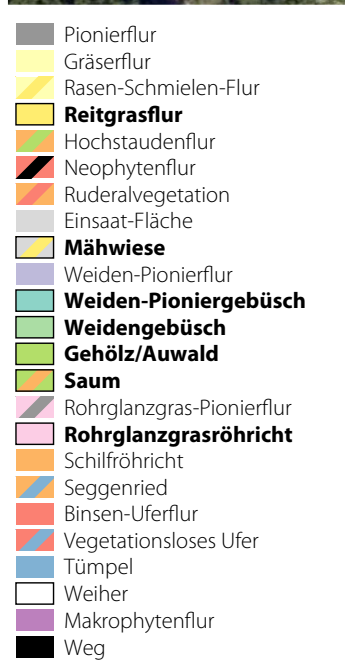 Pionierflur
Gräserflur
Rasen-Schmielen-Flur
Reitgrasflur
Hochstaudenflur
Neophytenflur
Ruderalvegetation
Einsaat-Fläche
Mähwiese
Weiden-Pionierflur
Weiden-Pioniergebüsch
Weidengebüsch
Gehölz/Auwald
Saum
Rohrglanzgras-Pionierflur
Rohrglanzgrasröhricht
Schilfröhricht
Seggenried
Binsen-Uferflur
Vegetationsloses Ufer
Tümpel
Weiher
Makrophytenflur
Weg